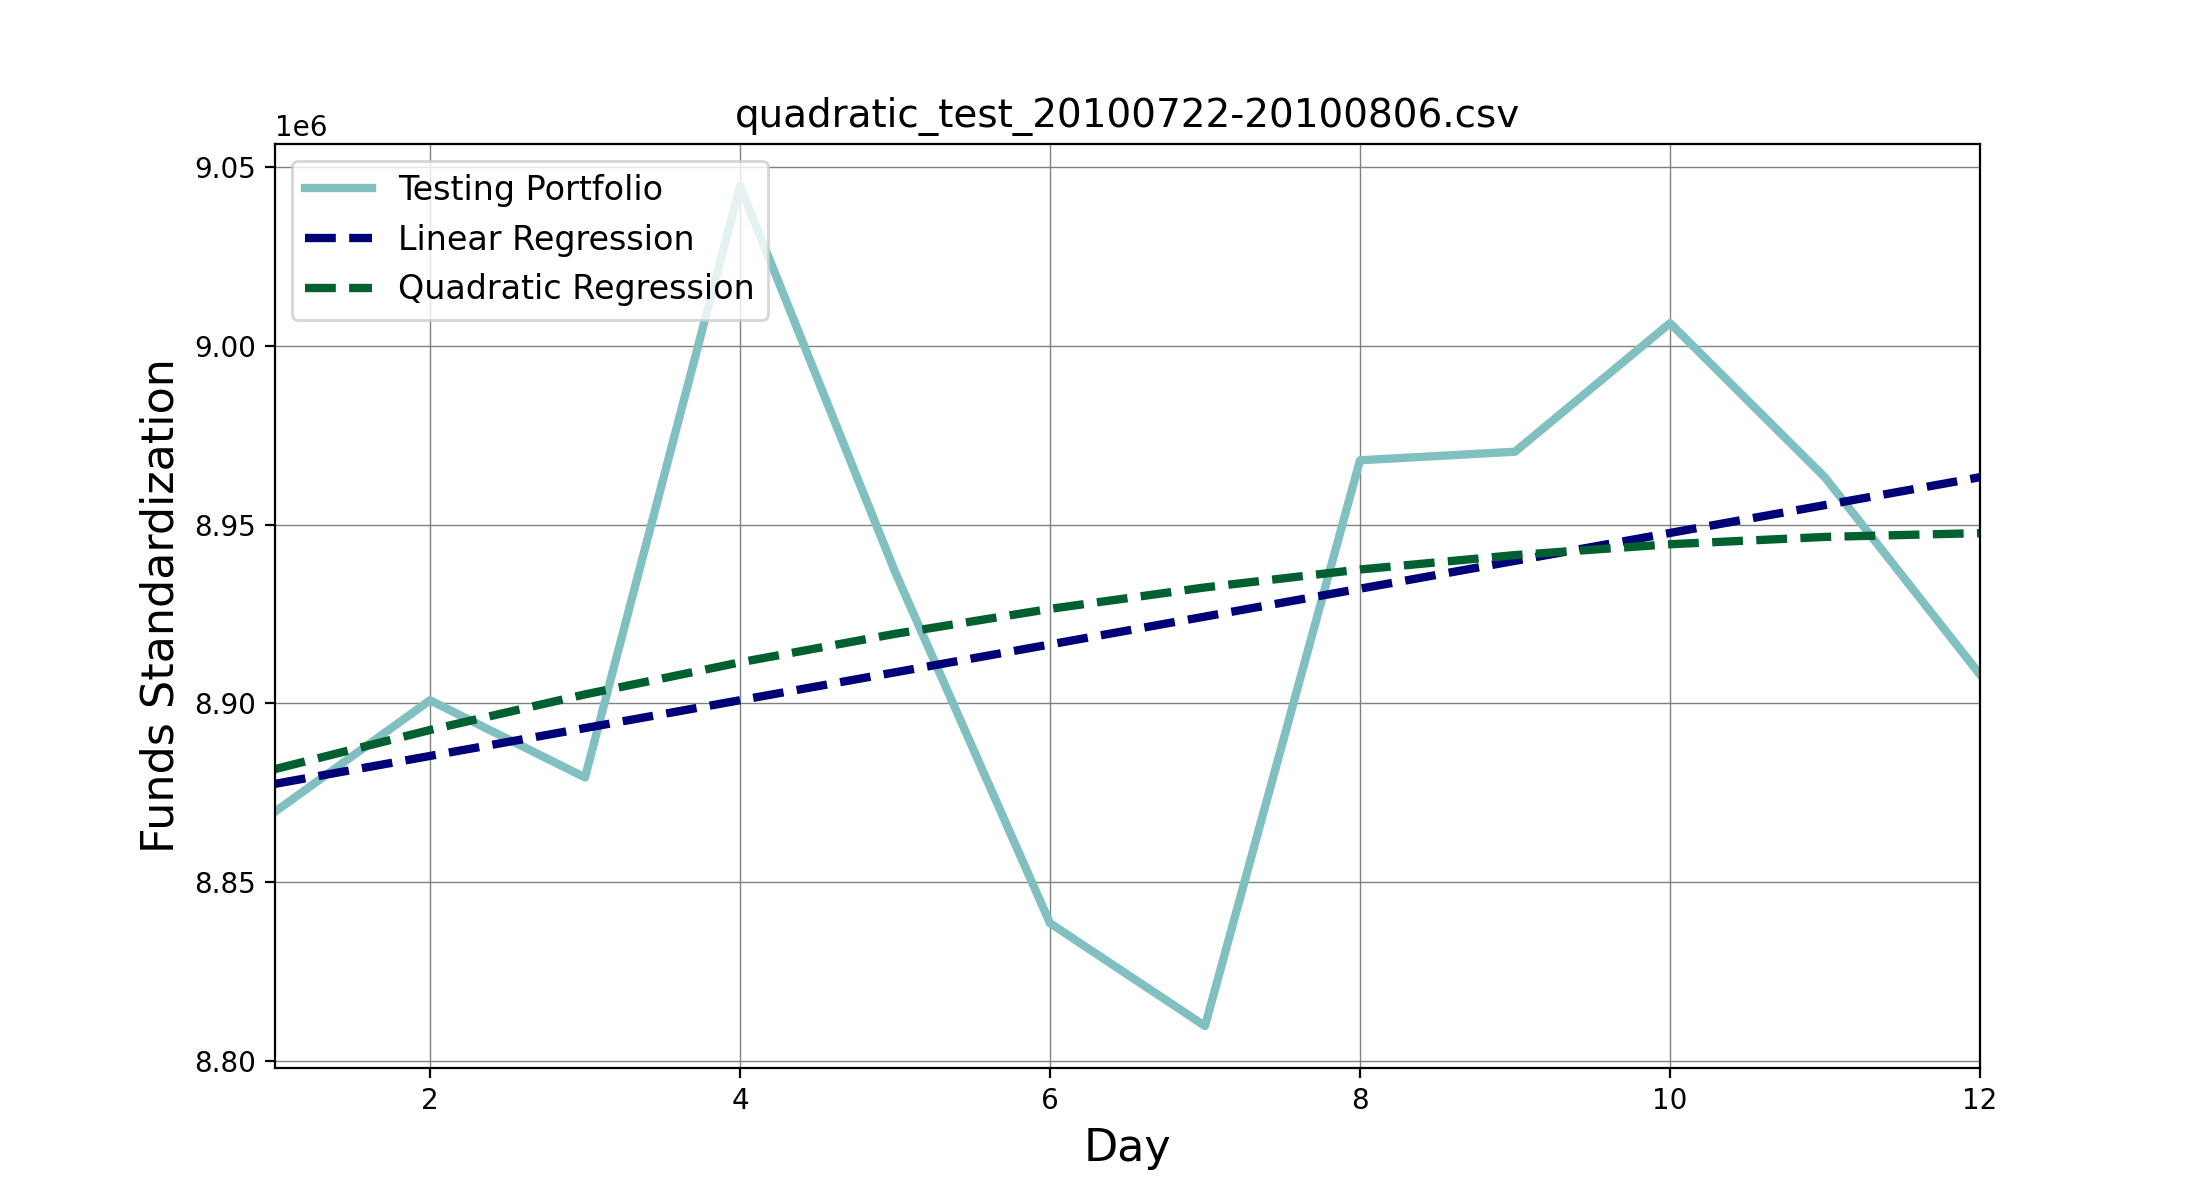 quadratic_test_20100722-20100806.csv
1e6
9.05
9.00
8.95
8.90
8.85
8.80
Funds Standardization
Testing Portfolio
Linear Regression
Quadratic Regression
2 4 6 8 10 12
Day